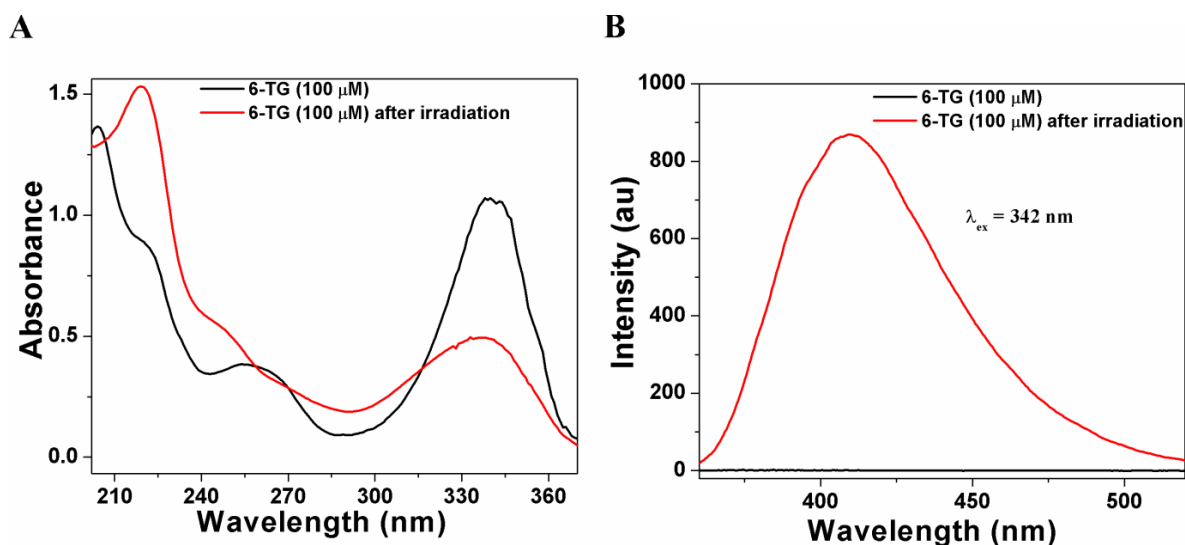 A
6-TG (100 μM)
6-TG (100 μM) after irradiation
1.5
1.0
0.5
0.0
Absorbance
210 240 270 300 330 360
Wavelength (nm)
B
6-TG (100 μM)
6-TG (100 μM) after irradiation
λex = 342 nm
1000
800
600
400
200
0
Intensity (au)
400 450 500
Wavelength (nm)